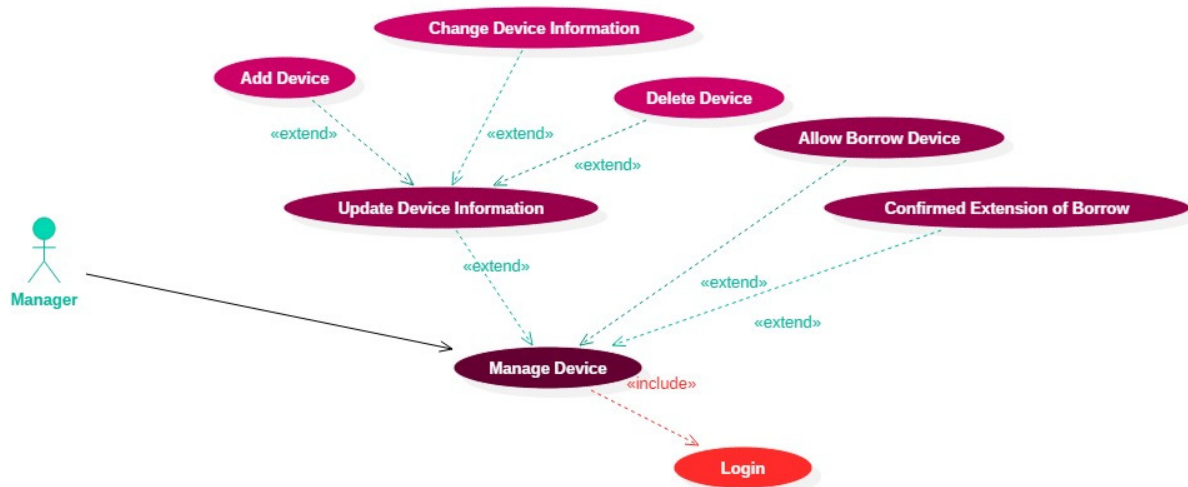 Change Device Information
Add Device
Delete Device
«extend»
«extend»
Allow Borrow Device
«extend»
Update Device Information
Confirmed Extension of Borrow
«extend»
«extend»
Manager
«extend»
Manage Device
«include»
Login